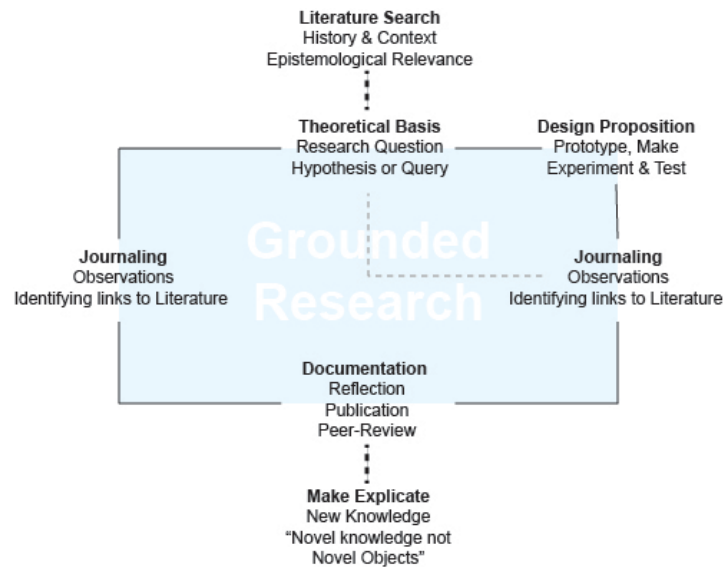 Literature Search
History & Context
Epistemological Relevance
Theoretical Basis
Research Question
Hypothesis or Query
Design Proposition
Prototype, Make
Experiment & Test
Grounded
Research
Journaling
Observations
Identifying links to Literature
Journaling
Observations
Identifying links to Literature
Documentation
Reflection
Publication
Peer-Review
Make Explicate
New Knowledge
“Novel knowledge not
Novel Objects”